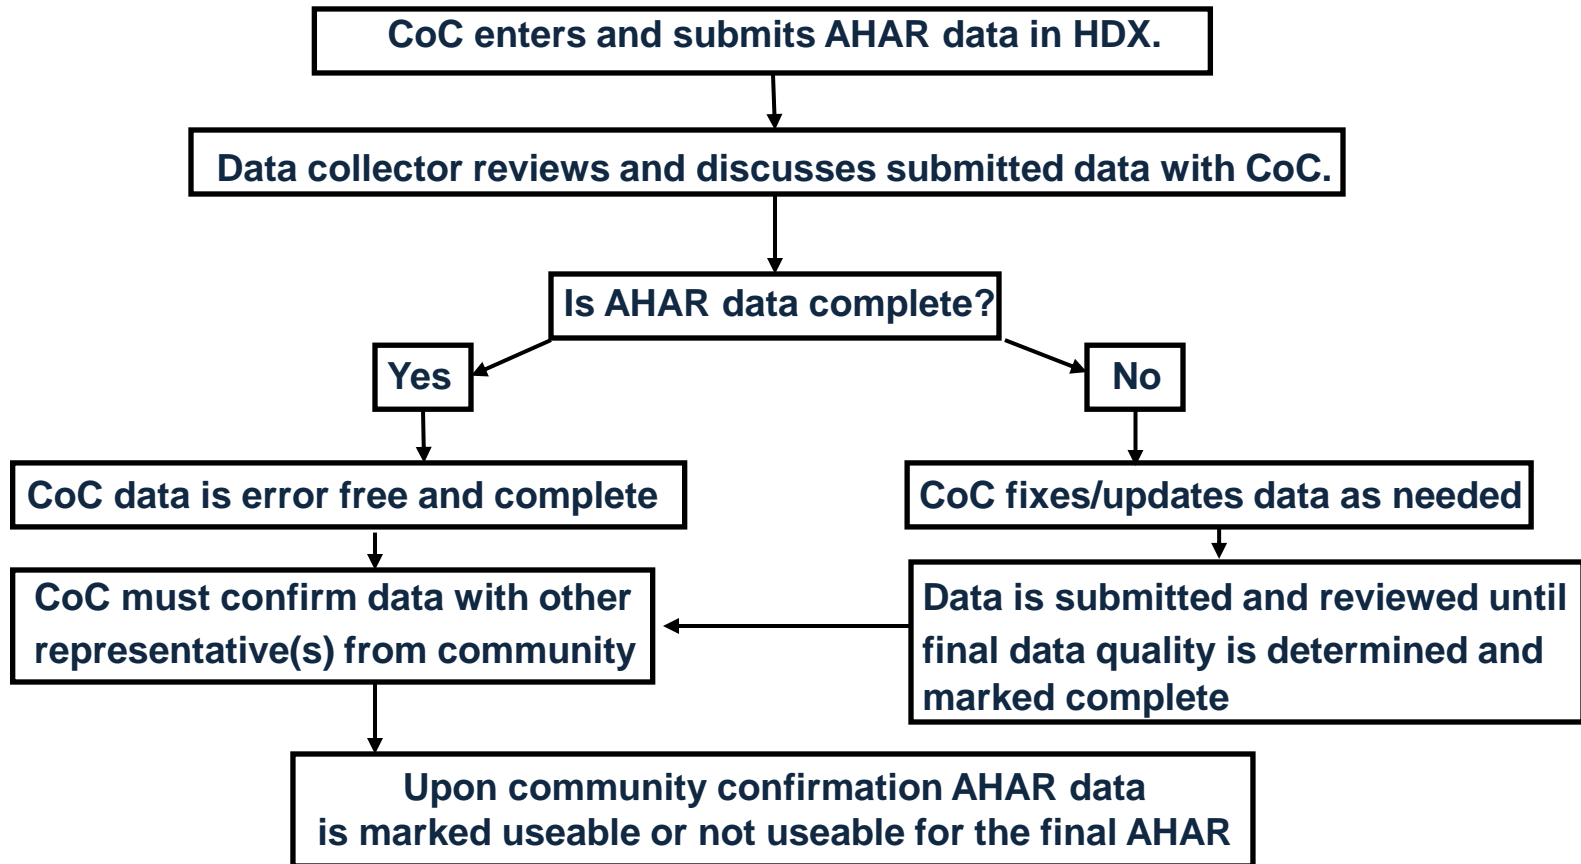 CoC enters and submits AHAR data in HDX.
Data collector reviews and discusses submitted data with CoC.
Is AHAR data complete?
Yes
No
CoC data is error free and complete
CoC fixes/updates data as needed
CoC must confirm data with other
representative(s) from community
Data is submitted and reviewed until
final data quality is determined and
marked complete
Upon community confirmation AHAR data
is marked useable or not useable for the final AHAR